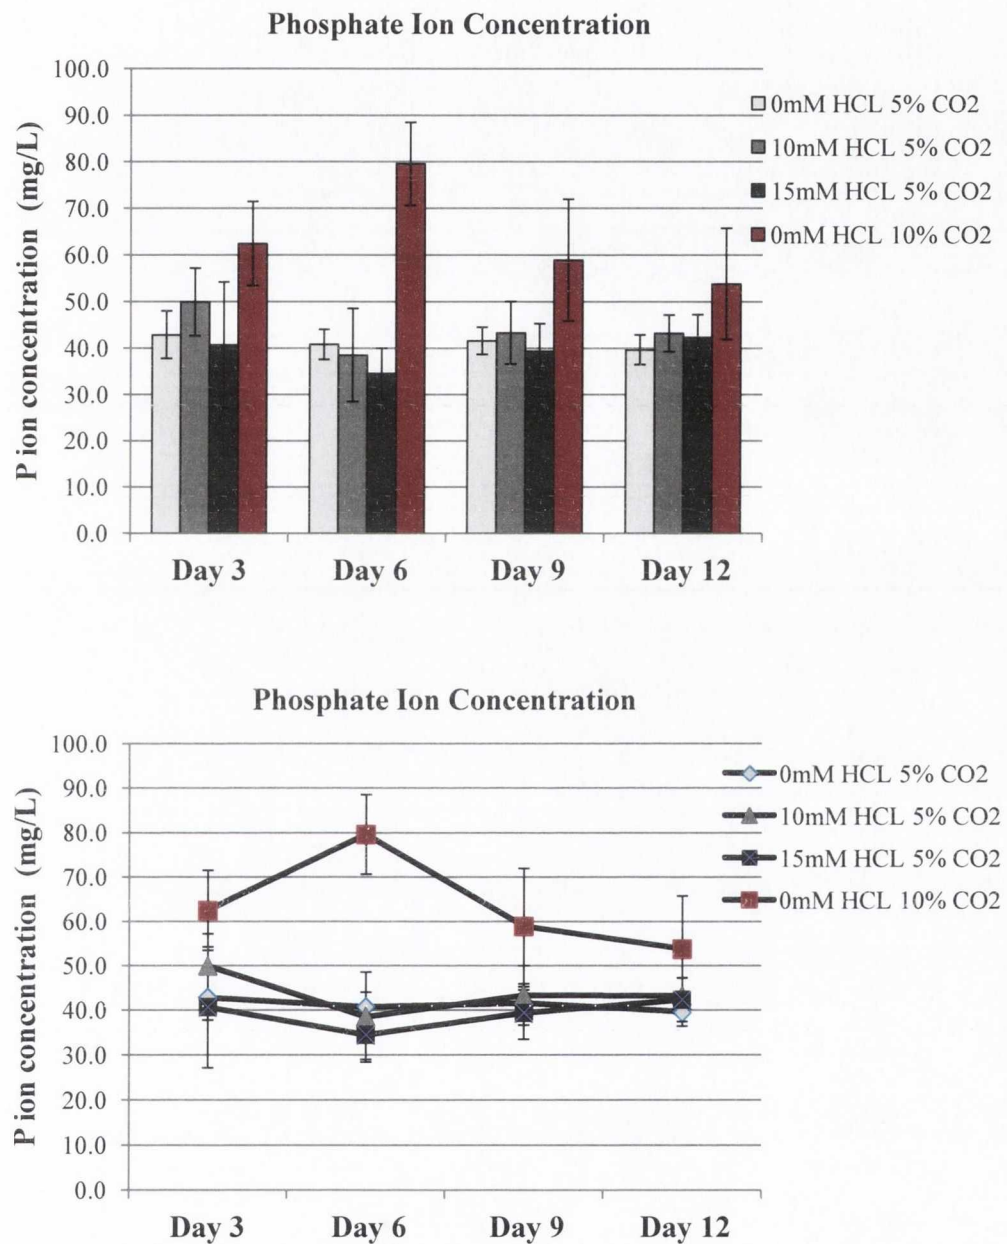 Phosphate Ion Concentration
100.0
90.0
80.0
70.0
60.0
50.0
40.0
30.0
20.0
10.0
0.0
P ion concentration (mg/L)
Day 3
Day 6
Day 9
Day 12
0mM HCL 5% CO2
10mM HCL 5% CO2
15mM HCL 5% CO2
0mM HCL 10% CO2
Phosphate Ion Concentration
100.0
90.0
80.0
70.0
60.0
50.0
40.0
30.0
20.0
10.0
0.0
P ion concentration (mg/L)
Day 3
Day 6
Day 9
Day 12
0mM HCL 5% CO2
10mM HCL 5% CO2
15mM HCL 5% CO2
0mM HCL 10% CO2